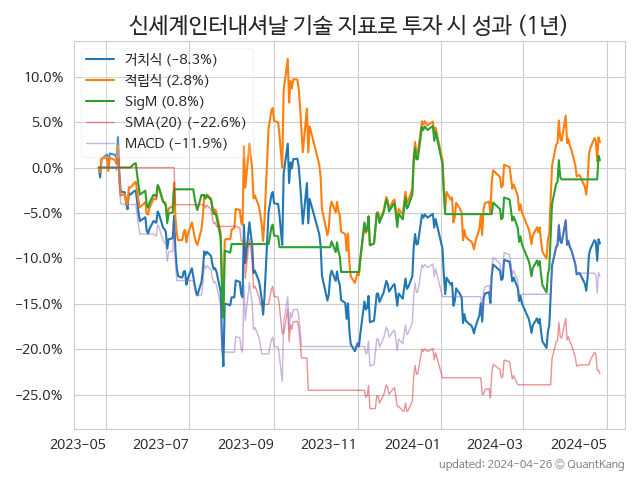 신세계인터내셔날 기술 지표로 투자 시 성과 (1년)
거치식 (−8.3%)
적립식 (2.8%)
SigM (0.8%)
SMA(20) (−22.6%)
MACD (−11.9%)
10.0%
5.0%
0.0%
−5.0%
−10.0%
−15.0%
−20.0%
−25.0%
2023-05 2023-07 2023-09 2023-11 2024-01 2024-03 2024-05
updated: 2024-04-26 © QuantKang